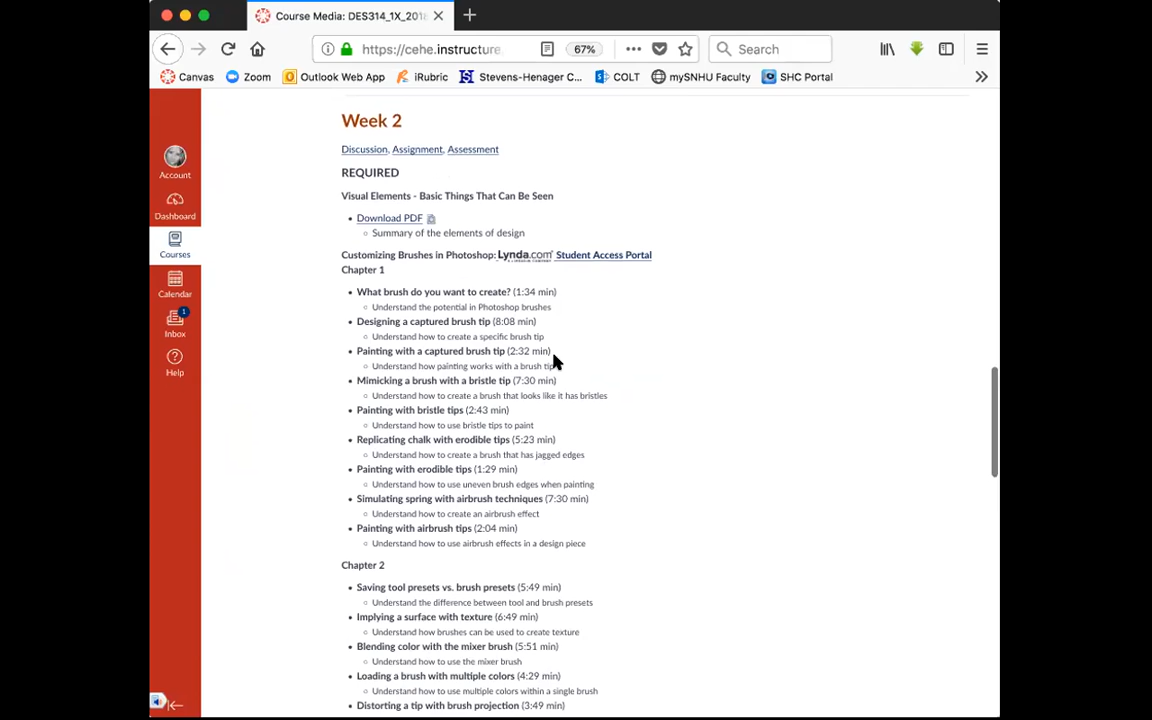 Course Media: DES314_1X_201
https://cehe.instructure.
67%
Search
Canvas
Zoom
Outlook Web App
iRubric
Stevens-Henager C...
COLT
mySNHU Faculty
SHC Portal
Account
Dashboard
Courses
Calendar
1
Inbox
Help
Week 2
Discussion, Assignment, Assessment
REQUIRED
Visual Elements - Basic Things That Can Be Seen
• Download PDF
Summary of the elements of design
Customizing Brushes in Photoshop: Lynda.com Student Access Portal
Chapter 1
• What brush do you want to create? (1:34 min)
Understand the potential in Photoshop brushes
• Designing a captured brush tip (8:08 min)
Understand how to create a specific brush tip
• Painting with a captured brush tip (2:32 min)
Understand how painting works with a brush tip
• Mimicking a brush with a bristle tip (7:30 min)
Understand how to create a brush that looks like it has bristles
• Painting with bristle tips (2:43 min)
Understand how to use bristle tips to paint
• Replicating chalk with erodible tips (5:23 min)
Understand how to create a brush that has jagged edges
• Painting with erodible tips (1:29 min)
Understand how to use uneven brush edges when painting
• Simulating spring with airbrush techniques (7:30 min)
Understand how to create an airbrush effect
• Painting with airbrush tips (2:04 min)
Understand how to use airbrush effects in a design piece
Chapter 2
• Saving tool presets vs. brush presets (5:49 min)
Understand the difference between tool and brush presets
• Implying a surface with texture (6:49 min)
Understand how brushes can be used to create texture
• Blending color with the mixer brush (5:51 min)
Understand how to use the mixer brush
• Loading a brush with multiple colors (4:29 min)
Understand how to use multiple colors within a single brush
• Distorting a tip with brush projection (3:49 min)